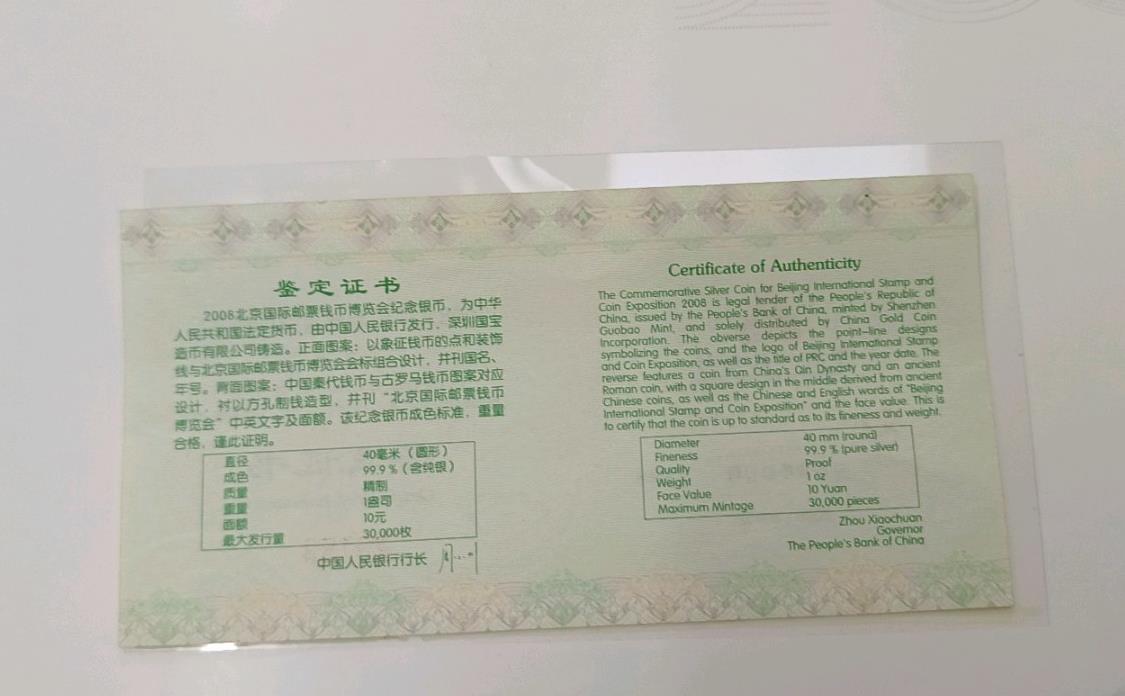 鉴定证书
2008北京国际邮票钱币博览会纪念银币，为中华
人民共和国法定货币，由中国人民银行发行，深圳国宝
造币有限公司铸造。正面图案：以象征钱币的点和装饰
线与北京国际邮票钱币博览会会标组合设计，并刊国名、
年号。背面图案：中国秦代钱币与古罗马钱币图案对应
设计，衬以方孔制钱造型，并刊“北京国际邮票钱币
博览会”中英文字及面额。该纪念银币成色标准，重量
合格，谨此证明。
直径 40毫米（圆形）
成色 99.9％（含纯银）
质量 精制
重量 1盎司
面额 10元
最大发行量 30,000枚
中国人民银行行长
Certificate of Authenticity
The Commemorative Silver Coin for Beijing International Stamp and
Coin Exposition 2008 is legal tender of the People's Republic of
China, issued by the People's Bank of China, minted by Shenzhen
Guobao Mint, and solely distributed by China Gold Coin
Incorporation. The obverse depicts the point-line designs
symbolizing the coins, and the logo of Beijing International Stamp
and Coin Exposition, as well as the title of PRC and the year date. The
reverse features a coin from China's Qin Dynasty and an ancient
Roman coin, with a square design in the middle derived from ancient
Chinese coins, as well as the Chinese and English words of "Beijing
International Stamp and Coin Exposition" and the face value. This is
to certify that the coin is up to standard as to its fineness and weight.
Diameter 40 mm (round)
Fineness 99.9 % (pure silver)
Quality Proof
Weight 1 oz
Face Value 10 Yuan
Maximum Mintage 30,000 pieces
Zhou Xiaochuan
Governor
The People's Bank of China